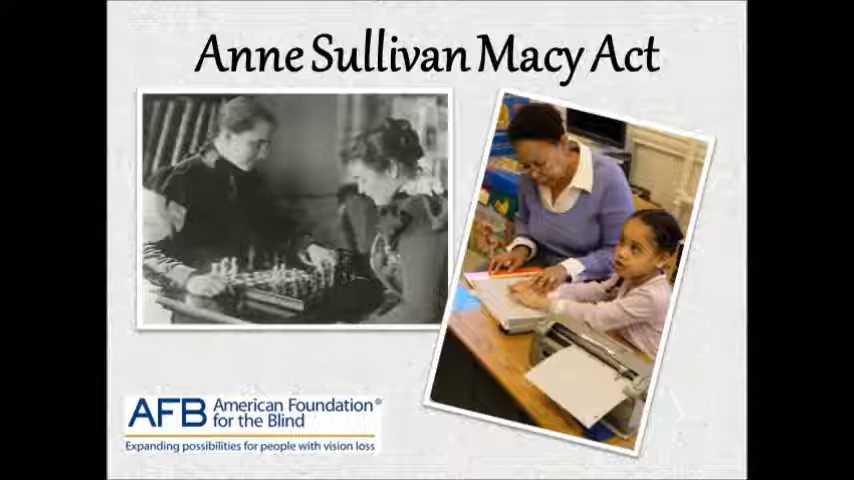 Anne Sullivan Macy Act
AFB American Foundation®
for the Blind
Expanding possibilities for people with vision loss